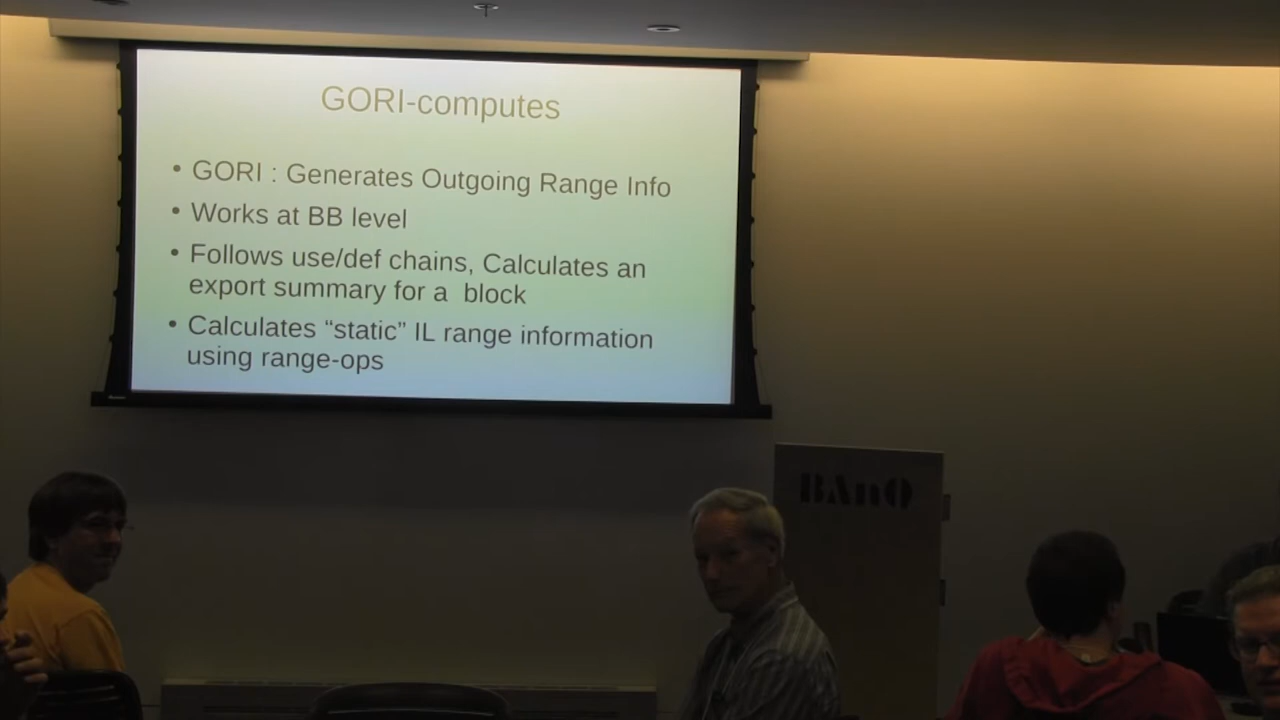 GORI-computes
• GORI : Generates Outgoing Range Info
• Works at BB level
• Follows use/def chains, Calculates an
export summary for a block
• Calculates “static” IL range information
using range-ops
BAnQ